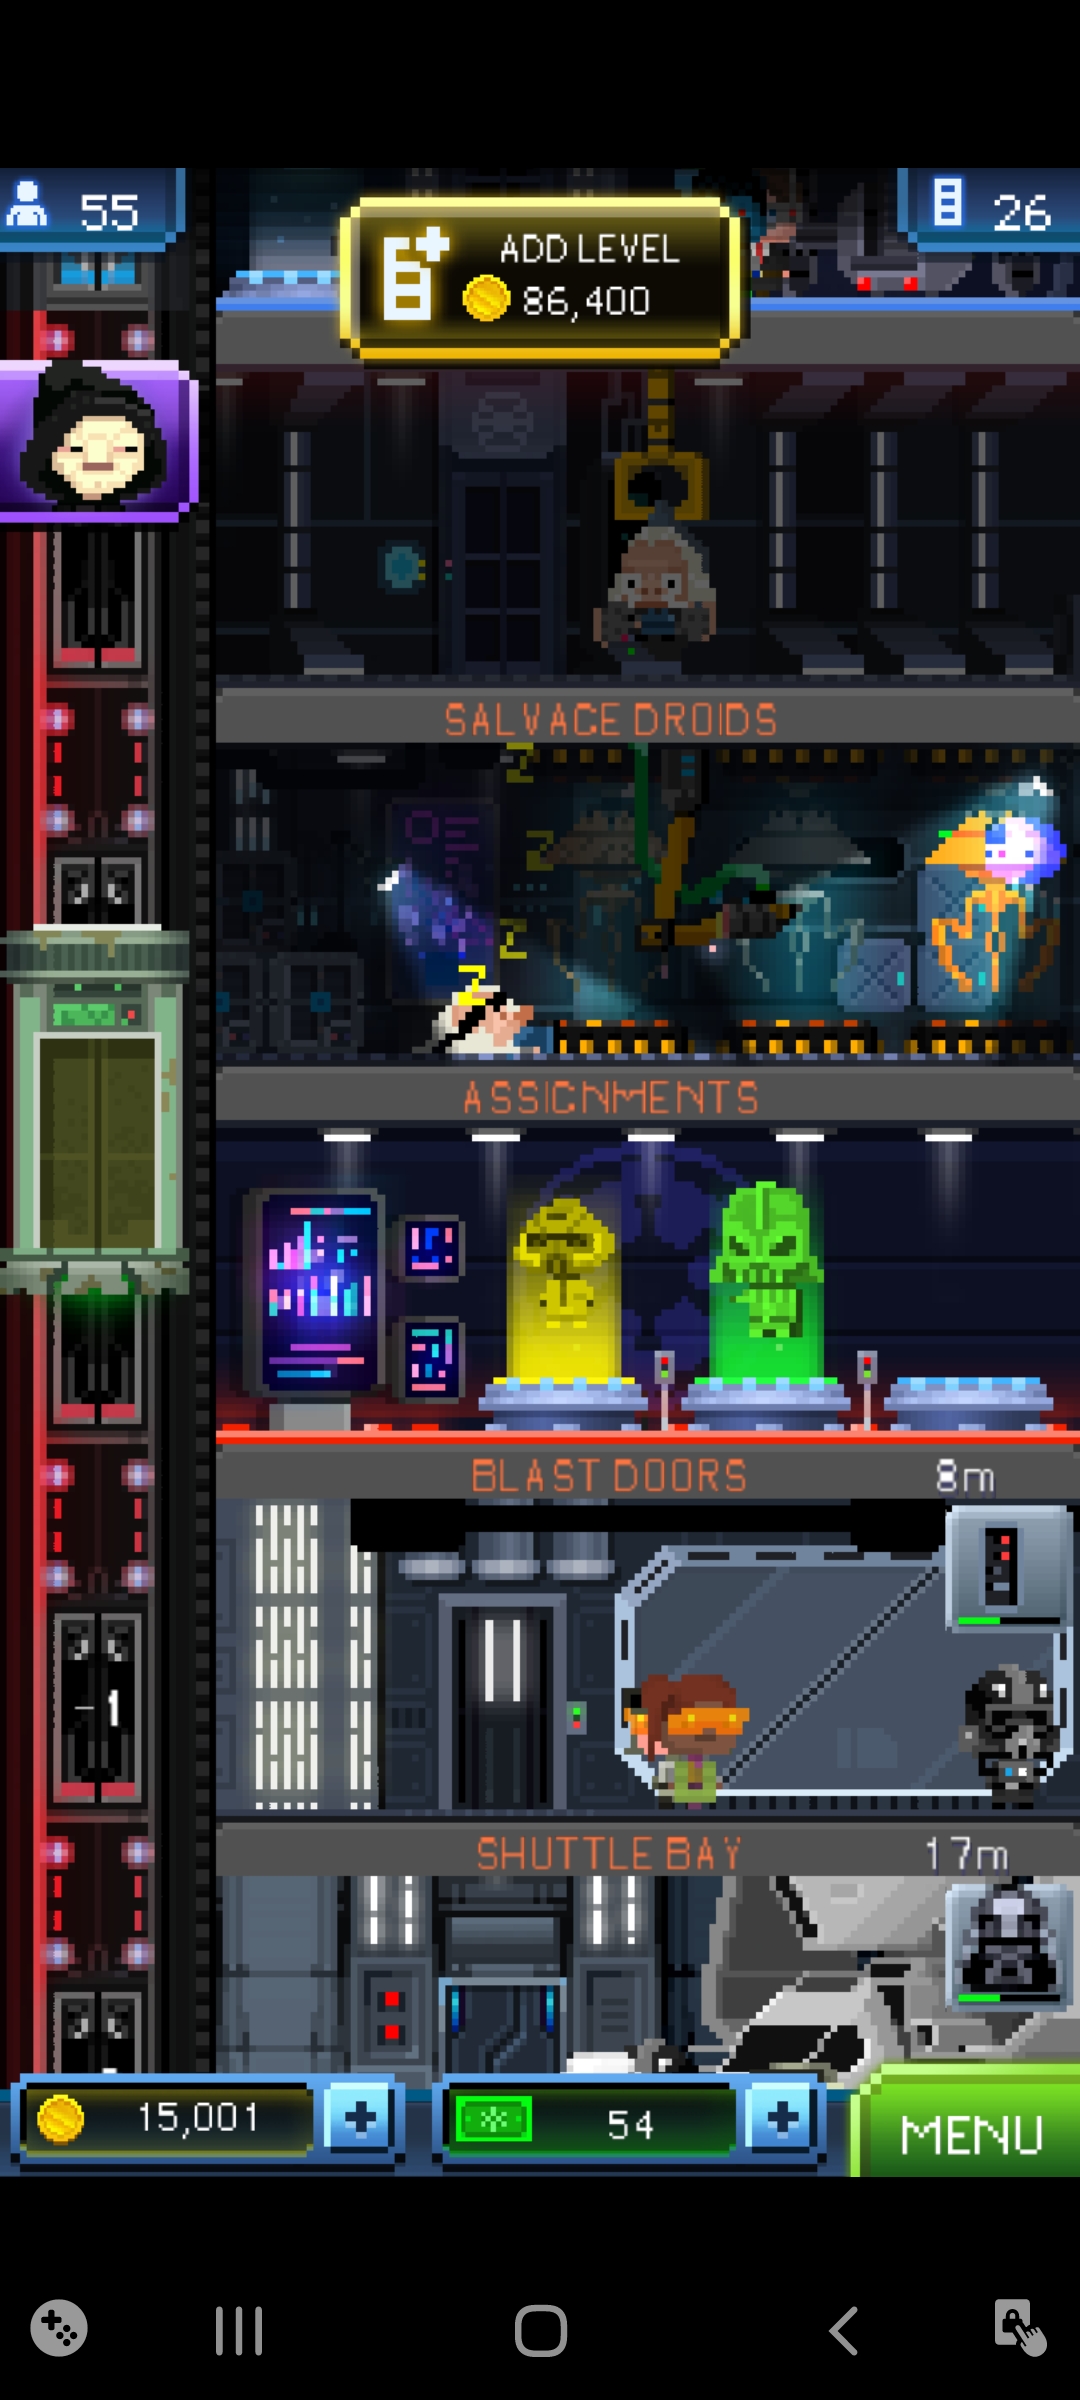 55
26
ADD LEVEL
86,400
SALVAGE DROIDS
Z
Z
Z
Z
ASSIGNMENTS
BLAST DOORS 8m
-1
SHUTTLE BAY 17m
15,001
54
MENU